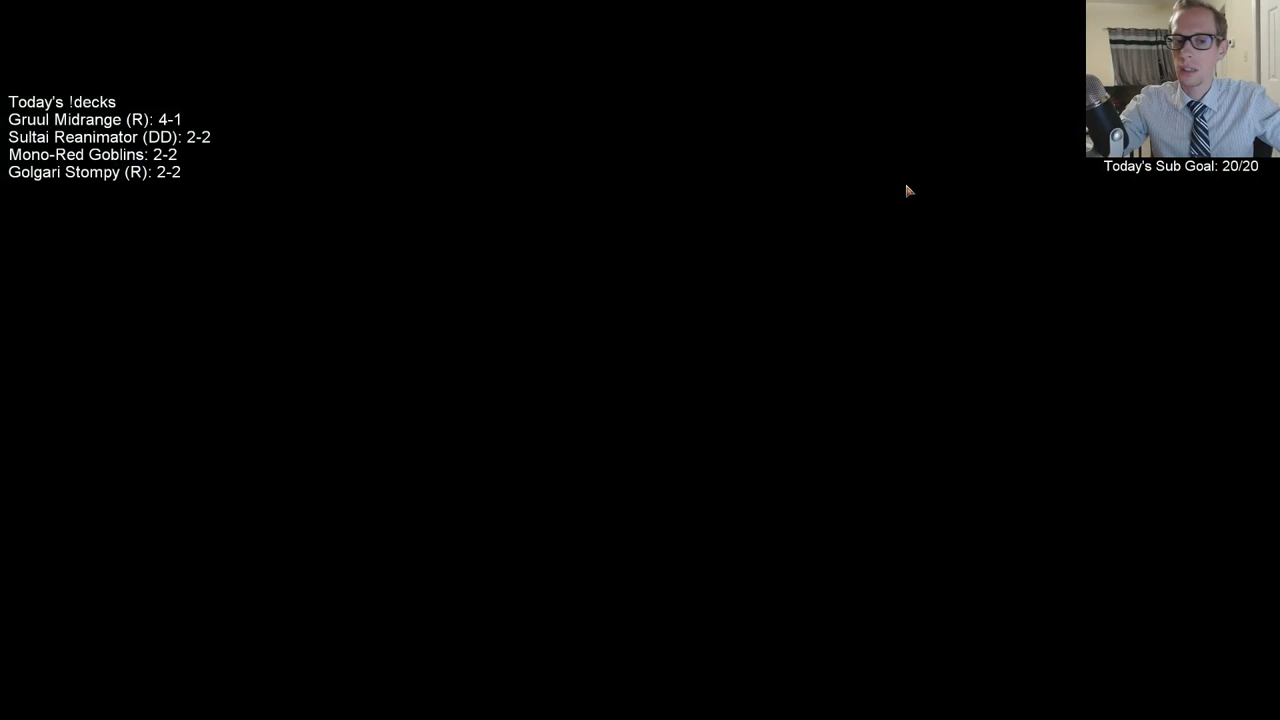 Today's !decks
Gruul Midrange (R): 4-1
Sultai Reanimator (DD): 2-2
Mono-Red Goblins: 2-2
Golgari Stompy (R): 2-2
Today's Sub Goal: 20/20